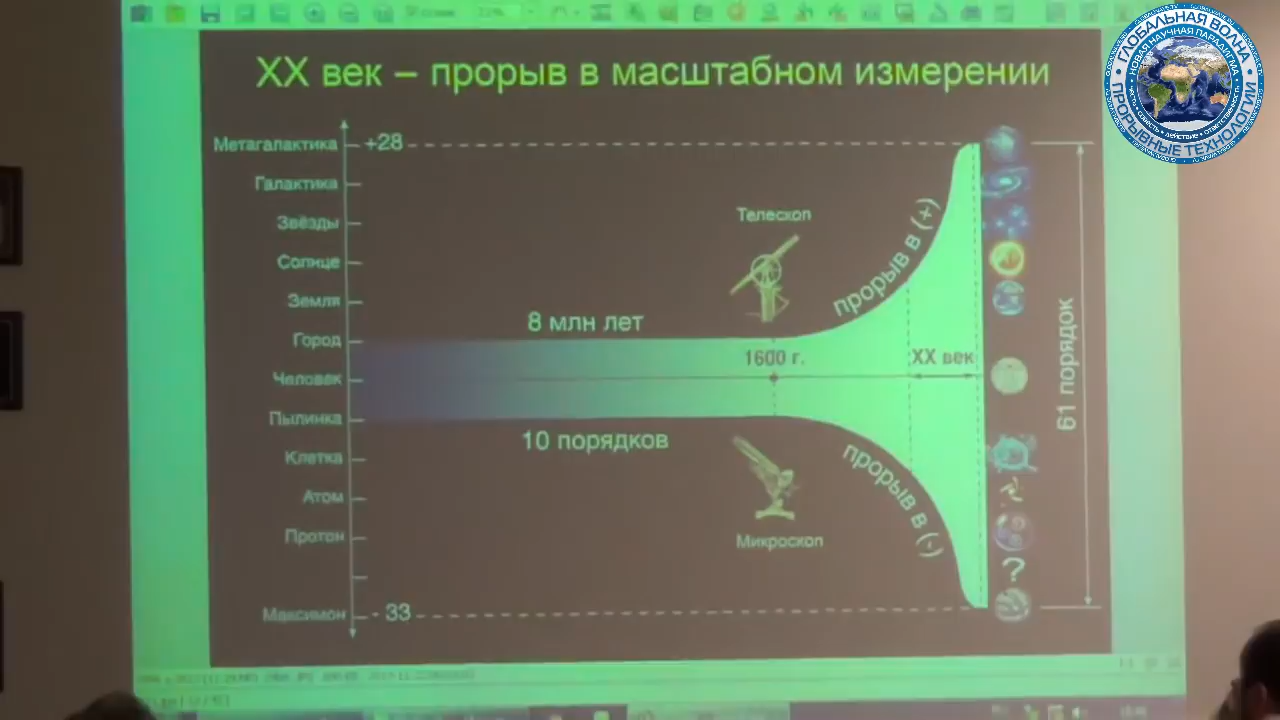 XX век – прорыв в масштабном измерении
Метагалактика
+28
Галактика
Звёзды
Солнце
Земля
Город
Человек
Пылинка
Клетка
Атом
Протон
Максимон
- 33
Телескоп
прорыв в (+)
8 млн лет
1600 г.
XX век
10 порядков
прорыв в (-)
Микроскоп
?
61 порядок
ГЛОБАЛЬНАЯ ВОЛНА
НОВАЯ НАУЧНАЯ ПАРАДИГМА
ПРОРЫВНЫЕ ТЕХНОЛОГИИ